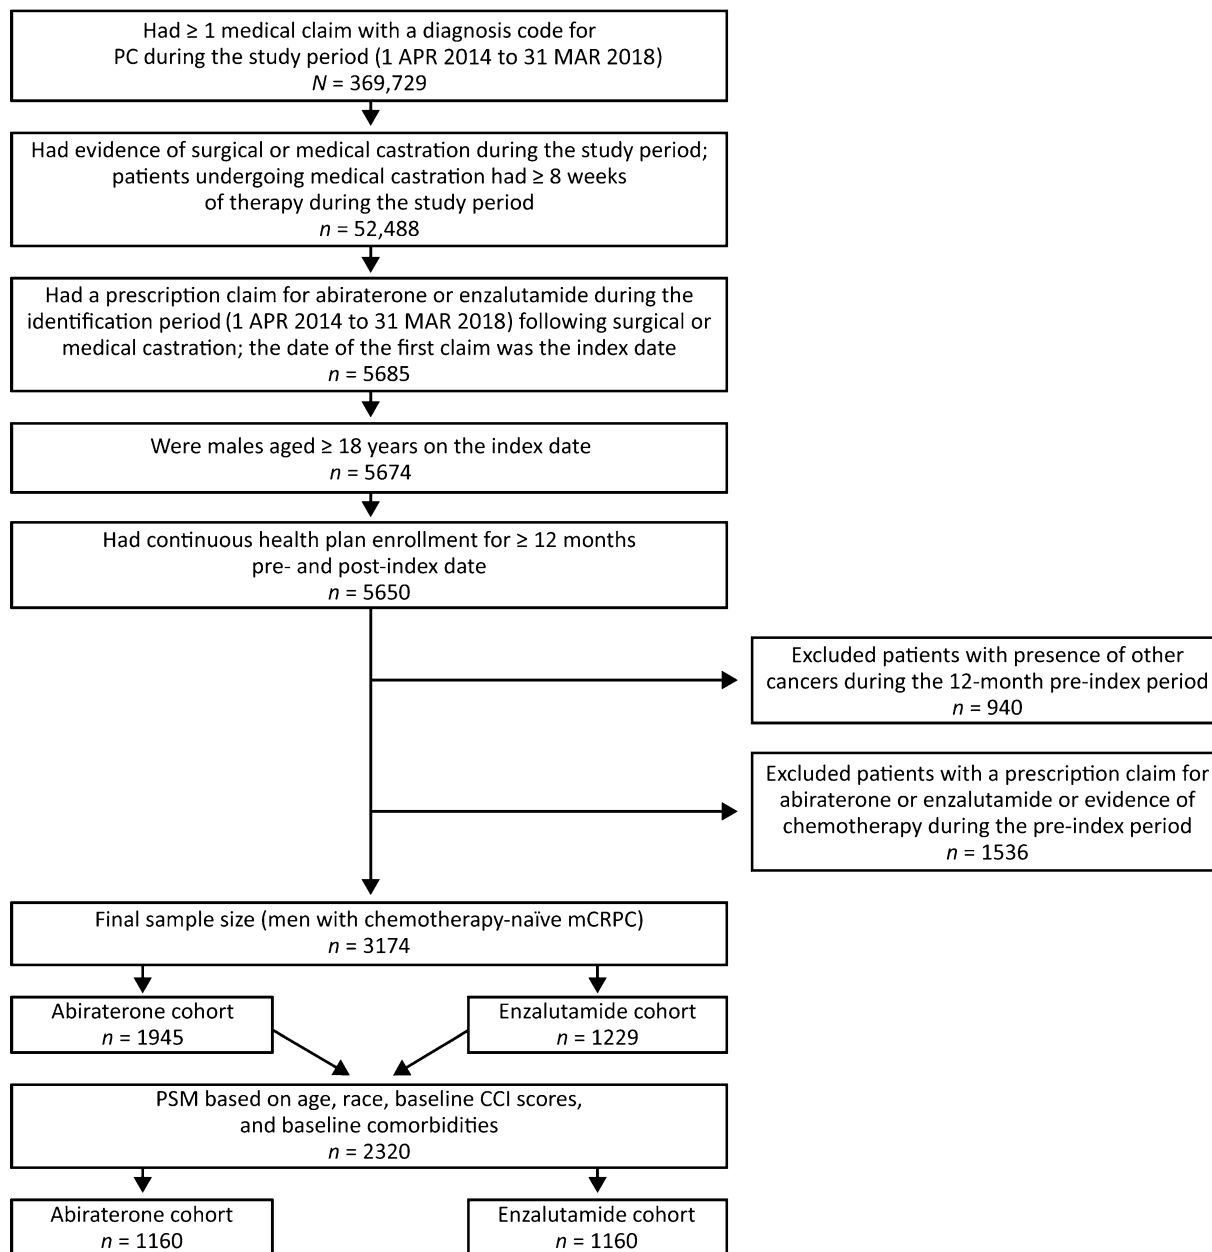 Had ≥ 1 medical claim with a diagnosis code for
PC during the study period (1 APR 2014 to 31 MAR 2018)
N = 369,729
Had evidence of surgical or medical castration during the study period;
patients undergoing medical castration had ≥ 8 weeks
of therapy during the study period
n = 52,488
Had a prescription claim for abiraterone or enzalutamide during the
identification period (1 APR 2014 to 31 MAR 2018) following surgical or
medical castration; the date of the first claim was the index date
n = 5685
Were males aged ≥ 18 years on the index date
n = 5674
Had continuous health plan enrollment for ≥ 12 months
pre- and post-index date
n = 5650
Excluded patients with presence of other
cancers during the 12-month pre-index period
n = 940
Excluded patients with a prescription claim for
abiraterone or enzalutamide or evidence of
chemotherapy during the pre-index period
n = 1536
Final sample size (men with chemotherapy-naïve mCRPC)
n = 3174
Abiraterone cohort
n = 1945
Enzalutamide cohort
n = 1229
PSM based on age, race, baseline CCI scores,
and baseline comorbidities
n = 2320
Abiraterone cohort
n = 1160
Enzalutamide cohort
n = 1160